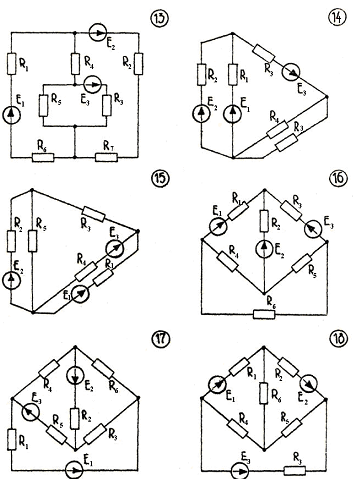 13
E₂
R₁
R₄
R₂
E₃
E₁
R₅
R₃
R₆
R₇
14
R₃
R₂
R₁
E₃
E₂
E₁
R₄
R₃
15
R₃
R₂
R₅
E₃
R₄
R₁
E₂
E₁
16
E₁
R₁
R₃
R₂
E₃
R₄
E₂
R₅
R₆
17
R₄
E₂
R₆
E₃
R₁
R₅
R₂
R₃
E₁
18
R₁
R₂
E₁
R₆
E₂
R₄
R₅
E₃
R₃